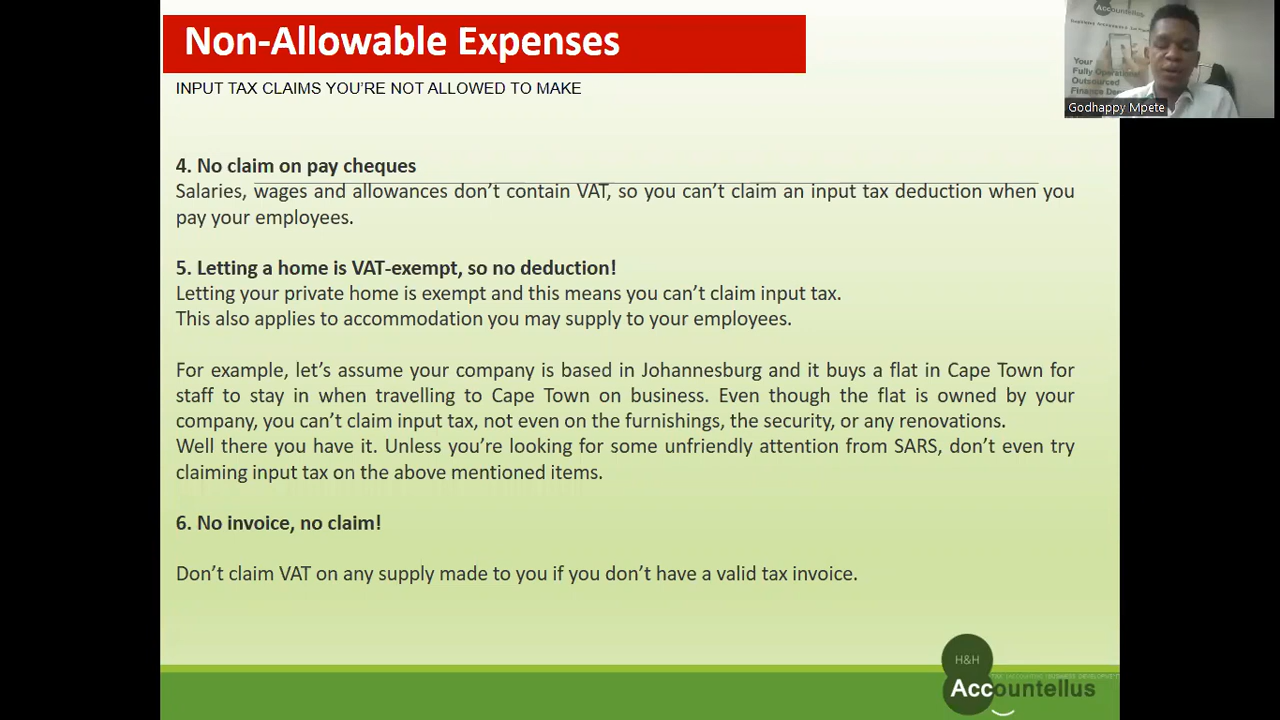 Non-Allowable Expenses
INPUT TAX CLAIMS YOU'RE NOT ALLOWED TO MAKE
Accountellus
Your
Fully
Outsourced
Finance
Godhappy Mpete
4. No claim on pay cheques
Salaries, wages and allowances don't contain VAT, so you can't claim an input tax deduction when you
pay your employees.
5. Letting a home is VAT-exempt, so no deduction!
Letting your private home is exempt and this means you can't claim input tax.
This also applies to accommodation you may supply to your employees.
For example, let's assume your company is based in Johannesburg and it buys a flat in Cape Town for
staff to stay in when travelling to Cape Town on business. Even though the flat is owned by your
company, you can't claim input tax, not even on the furnishings, the security, or any renovations.
Well there you have it. Unless you're looking for some unfriendly attention from SARS, don't even try
claiming input tax on the above mentioned items.
6. No invoice, no claim!
Don't claim VAT on any supply made to you if you don't have a valid tax invoice.
H&H
Accountellus